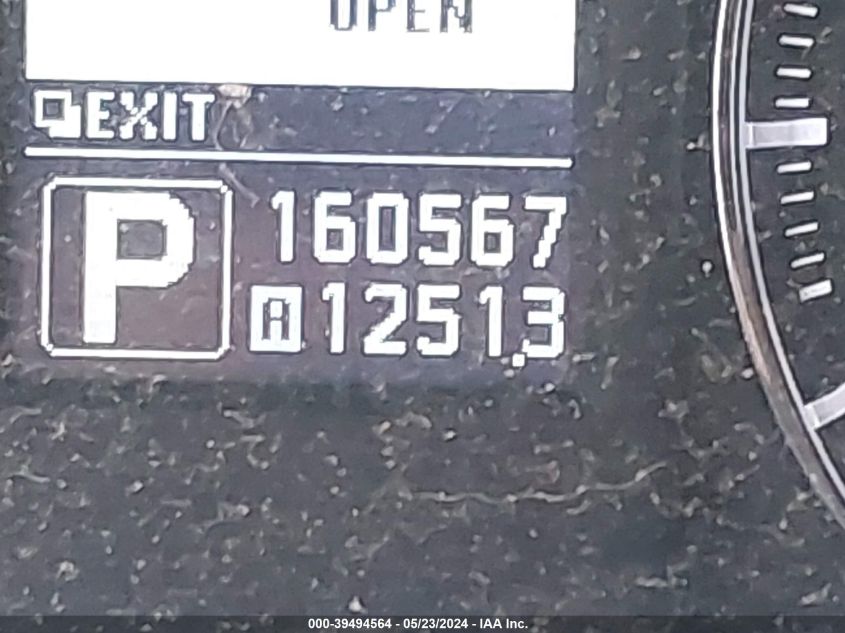 OPEN
EXIT
P
160567
A 1251.3
000-39494564 - 05/23/2024 - IAA Inc.